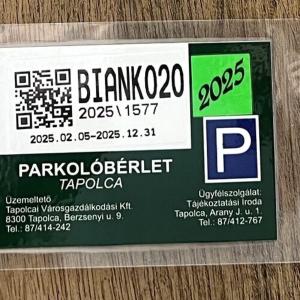 BIANKO20
2025\1577
2025.02.05-2025.12.31
2025
P
PARKOLÓBÉRLET
TAPOLCA
Üzemeltető
Tapolcai Városgazdálkodási Kft.
8300 Tapolca, Berzsenyi u. 9.
Tel.: 87/414-242
Ügyfélszolgálat:
Tájékoztatási Iroda
Tapolca, Arany J. u. 1.
Tel.: 87/412-767